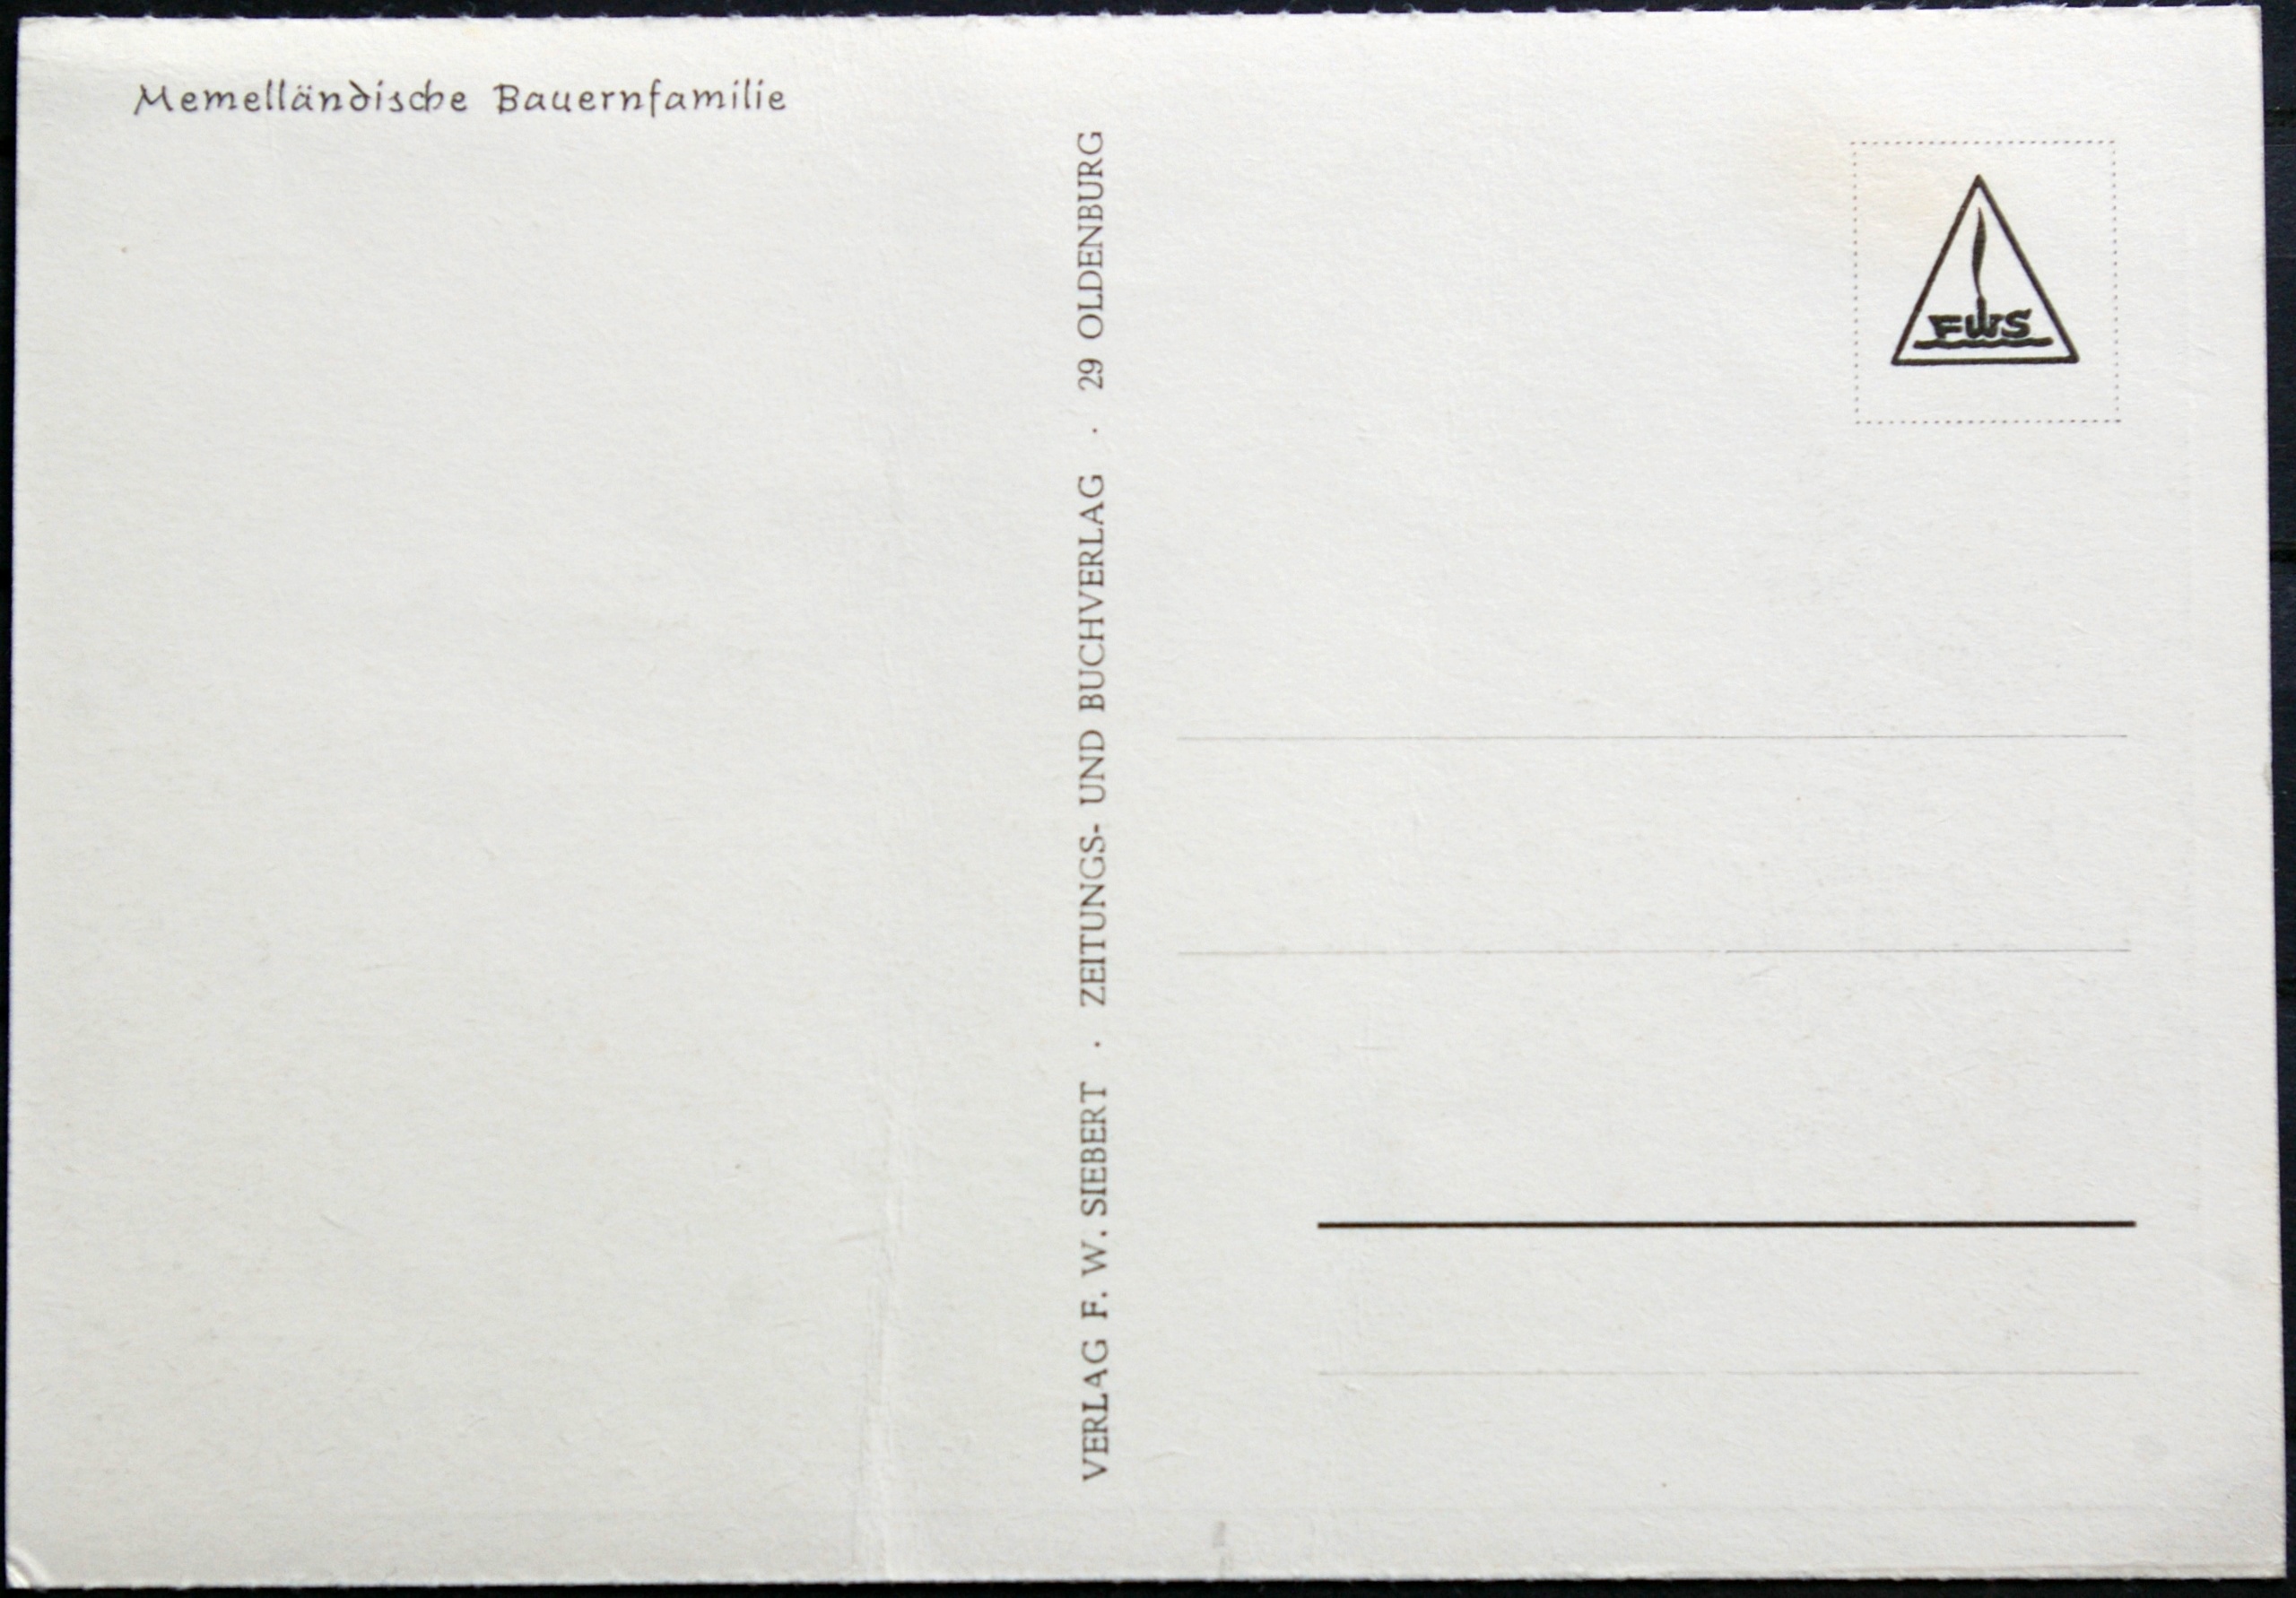 Memelländische Bauernfamilie
VERLAG F. W. SIEBERT · ZEITUNGS- UND BUCHVERLAG · 29 OLDENBURG
FWS